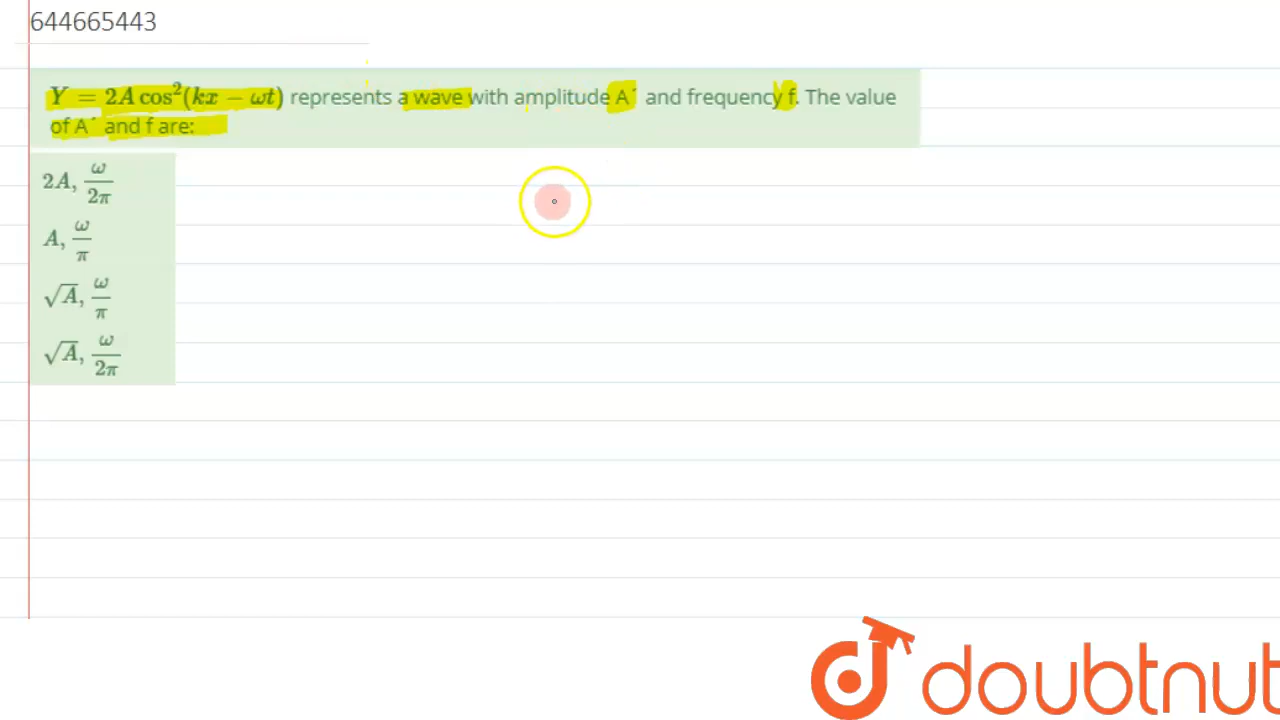 644665443
Y = 2A cos²(kx − ωt) represents a wave with amplitude A´ and frequency f. The value
of A´ and f are:
2A, ω/2π
A, ω/π
√A, ω/π
√A, ω/2π
doubtnut